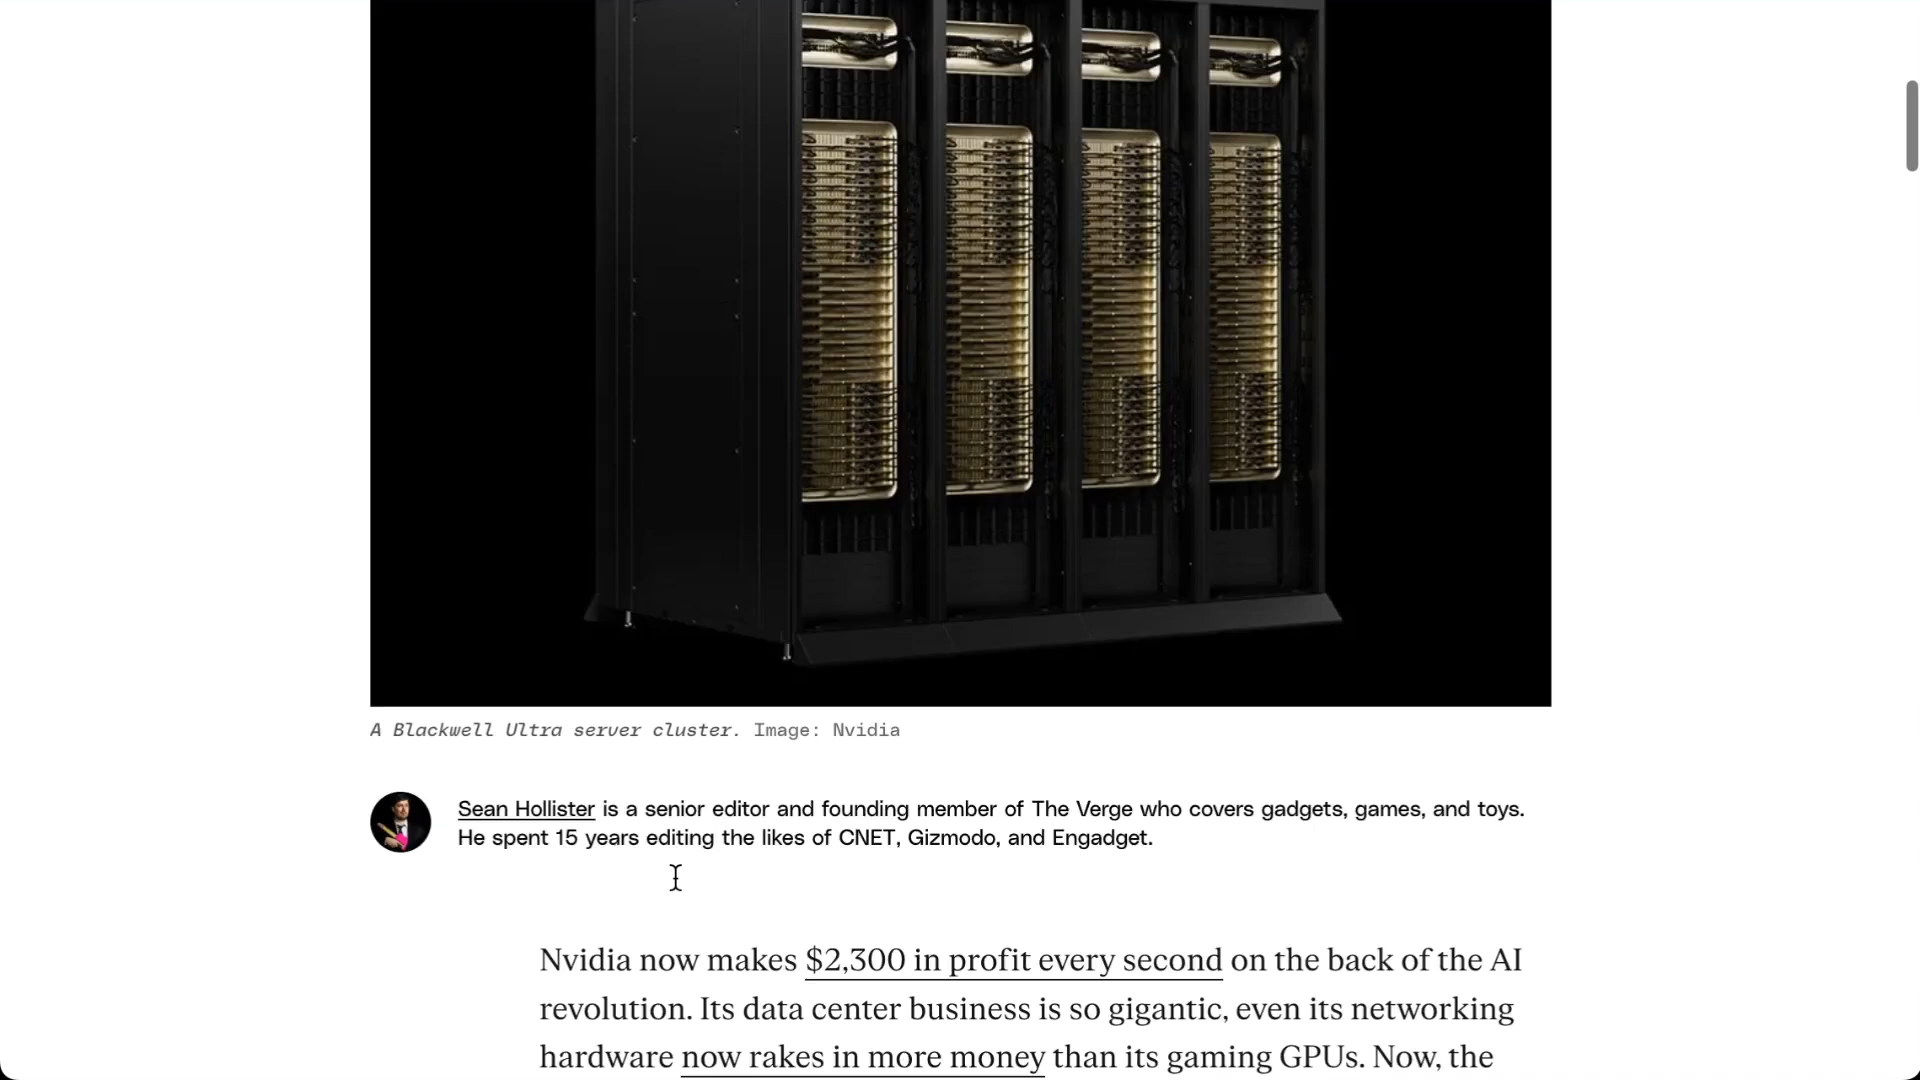 A Blackwell Ultra server cluster. Image: Nvidia
Sean Hollister is a senior editor and founding member of The Verge who covers gadgets, games, and toys.
He spent 15 years editing the likes of CNET, Gizmodo, and Engadget.
Nvidia now makes $2,300 in profit every second on the back of the AI
revolution. Its data center business is so gigantic, even its networking
hardware now rakes in more money than its gaming GPUs. Now, the